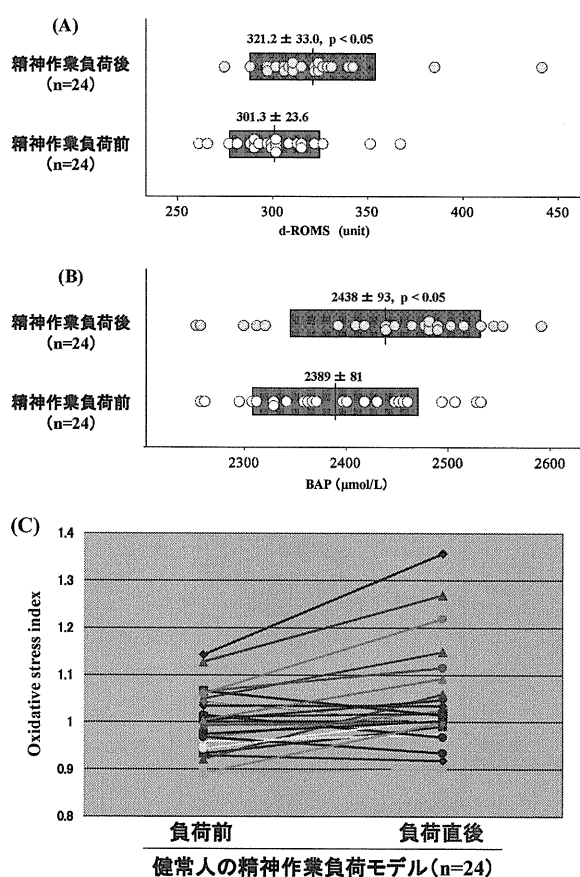 (A)
321.2 ± 33.0, p < 0.05
精神作業負荷後
(n=24)
301.3 ± 23.6
精神作業負荷前
(n=24)
250 300 350 400 450
d-ROMS (unit)
(B)
2438 ± 93, p < 0.05
精神作業負荷後
(n=24)
2389 ± 81
精神作業負荷前
(n=24)
2300 2400 2500 2600
BAP (μmol/L)
(C)
Oxidative stress index
1.4
1.3
1.2
1.1
1
0.9
0.8
負荷前 負荷直後
健常人の精神作業負荷モデル(n=24)